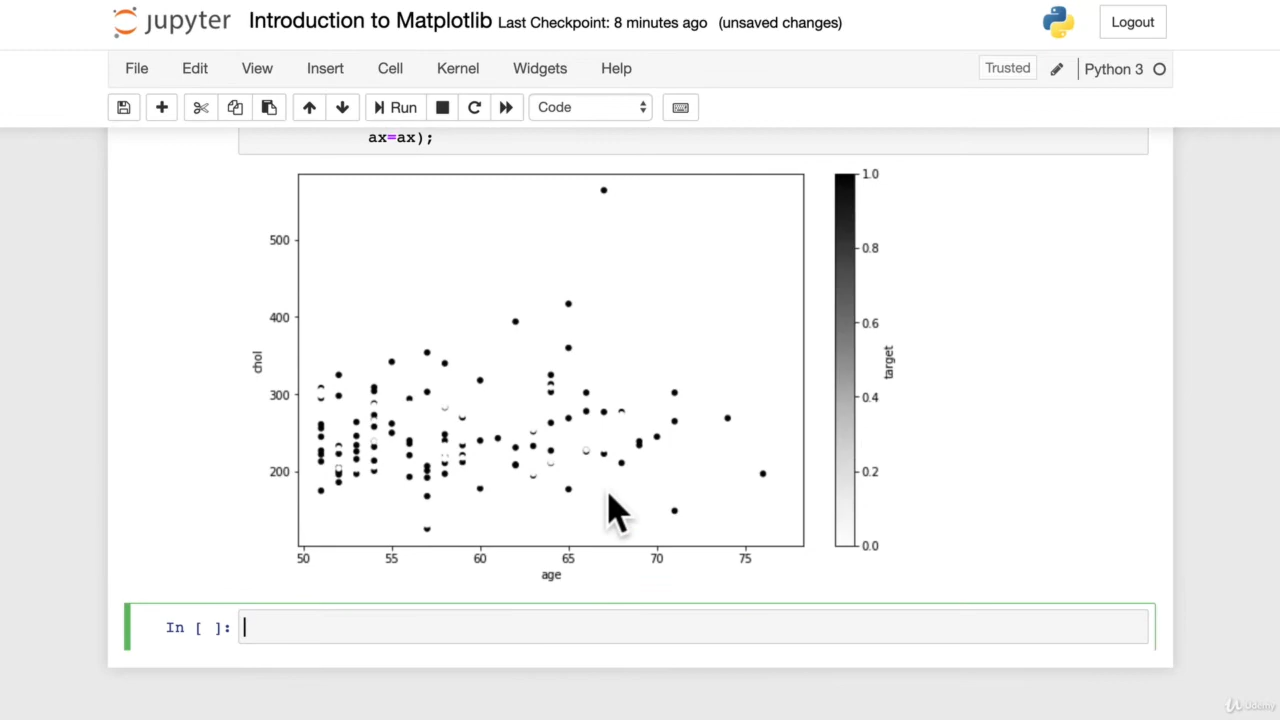 jupyter Introduction to Matplotlib Last Checkpoint: 8 minutes ago (unsaved changes) Logout
File Edit View Insert Cell Kernel Widgets Help Trusted Python 3
Run Code
ax=ax);
1.0
500
0.8
400
0.6
chol
target
300
0.4
200
0.2
0.0
50 55 60 65 70 75
age
In [ ]:
Udemy